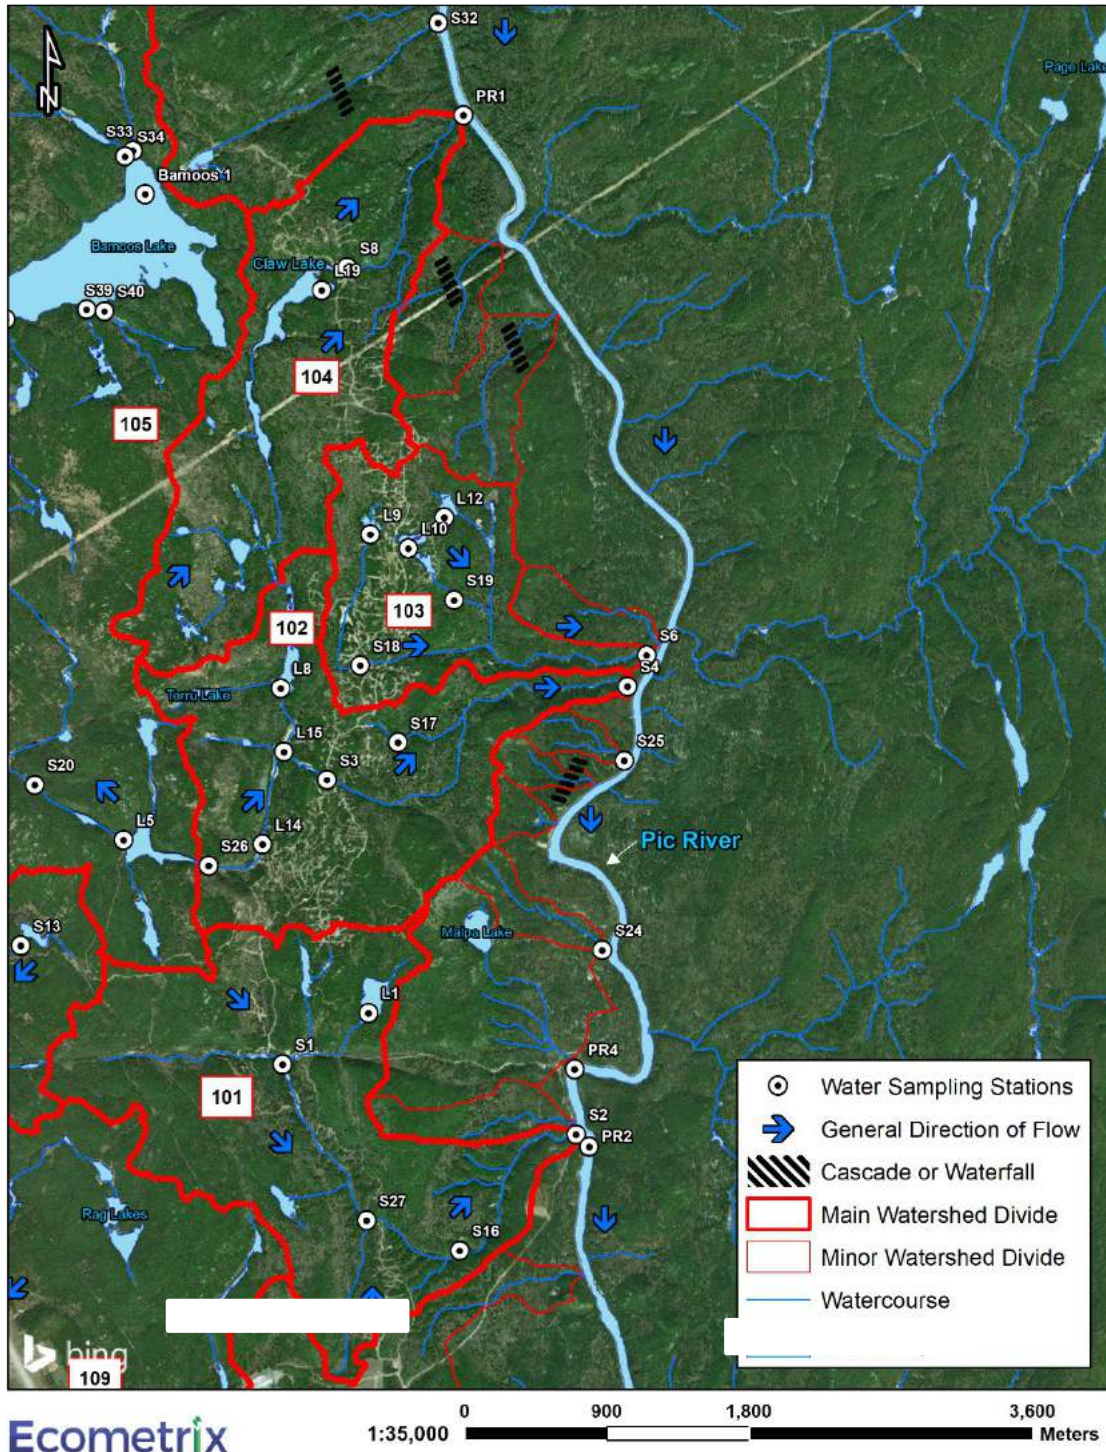 S32
PR1
Page Lake
S33
S34
Bamoos 1
Bamoos Lake
S8
Claw Lake
L19
S39
S40
104
105
L12
L9
L10
S19
103
102
S6
S18
S4
L8
Terru Lake
S17
L15
S25
S3
S20
L5
L14
S26
Pic River
S13
Malpa Lake
S24
L1
S1
PR4
101
S2
PR2
Rag Lakes
S27
S16
bing
109
Water Sampling Stations
General Direction of Flow
Cascade or Waterfall
Main Watershed Divide
Minor Watershed Divide
Watercourse
N
Ecometrix
1:35,000
0 900 1,800 3,600
Meters